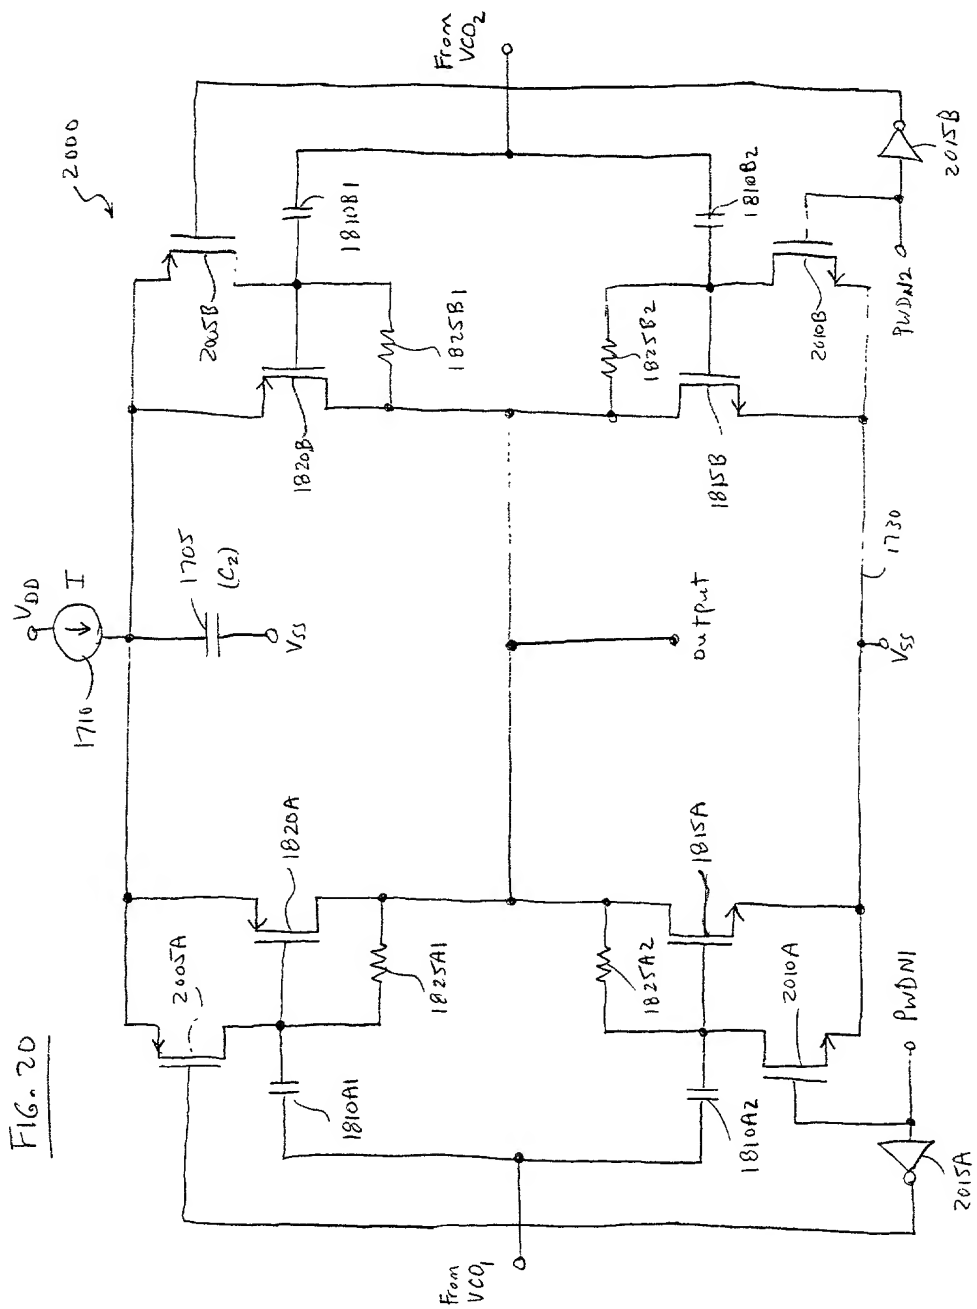 FIG. 20
2000
VDD
I
1710
1705
(C2)
VSS
2005A
1820A
1825A1
1810A1
From
VCO1
1825A2
1815A
1810A2
2010A
PWDN1
2015A
output
VSS
1730
2005B
1820B
1825B1
1810B1
From
VCO2
1825B2
1815B
1810B2
2010B
PWDN2
2015B